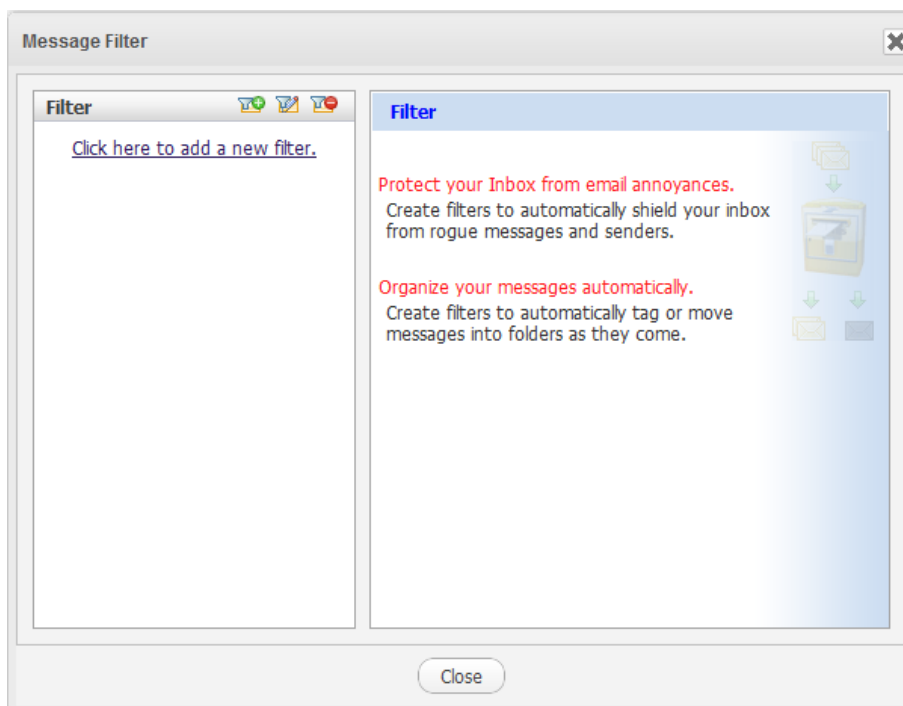 Message Filter
Filter
Click here to add a new filter.
Filter
Protect your Inbox from email annoyances.
Create filters to automatically shield your inbox
from rogue messages and senders.
Organize your messages automatically.
Create filters to automatically tag or move
messages into folders as they come.
Close